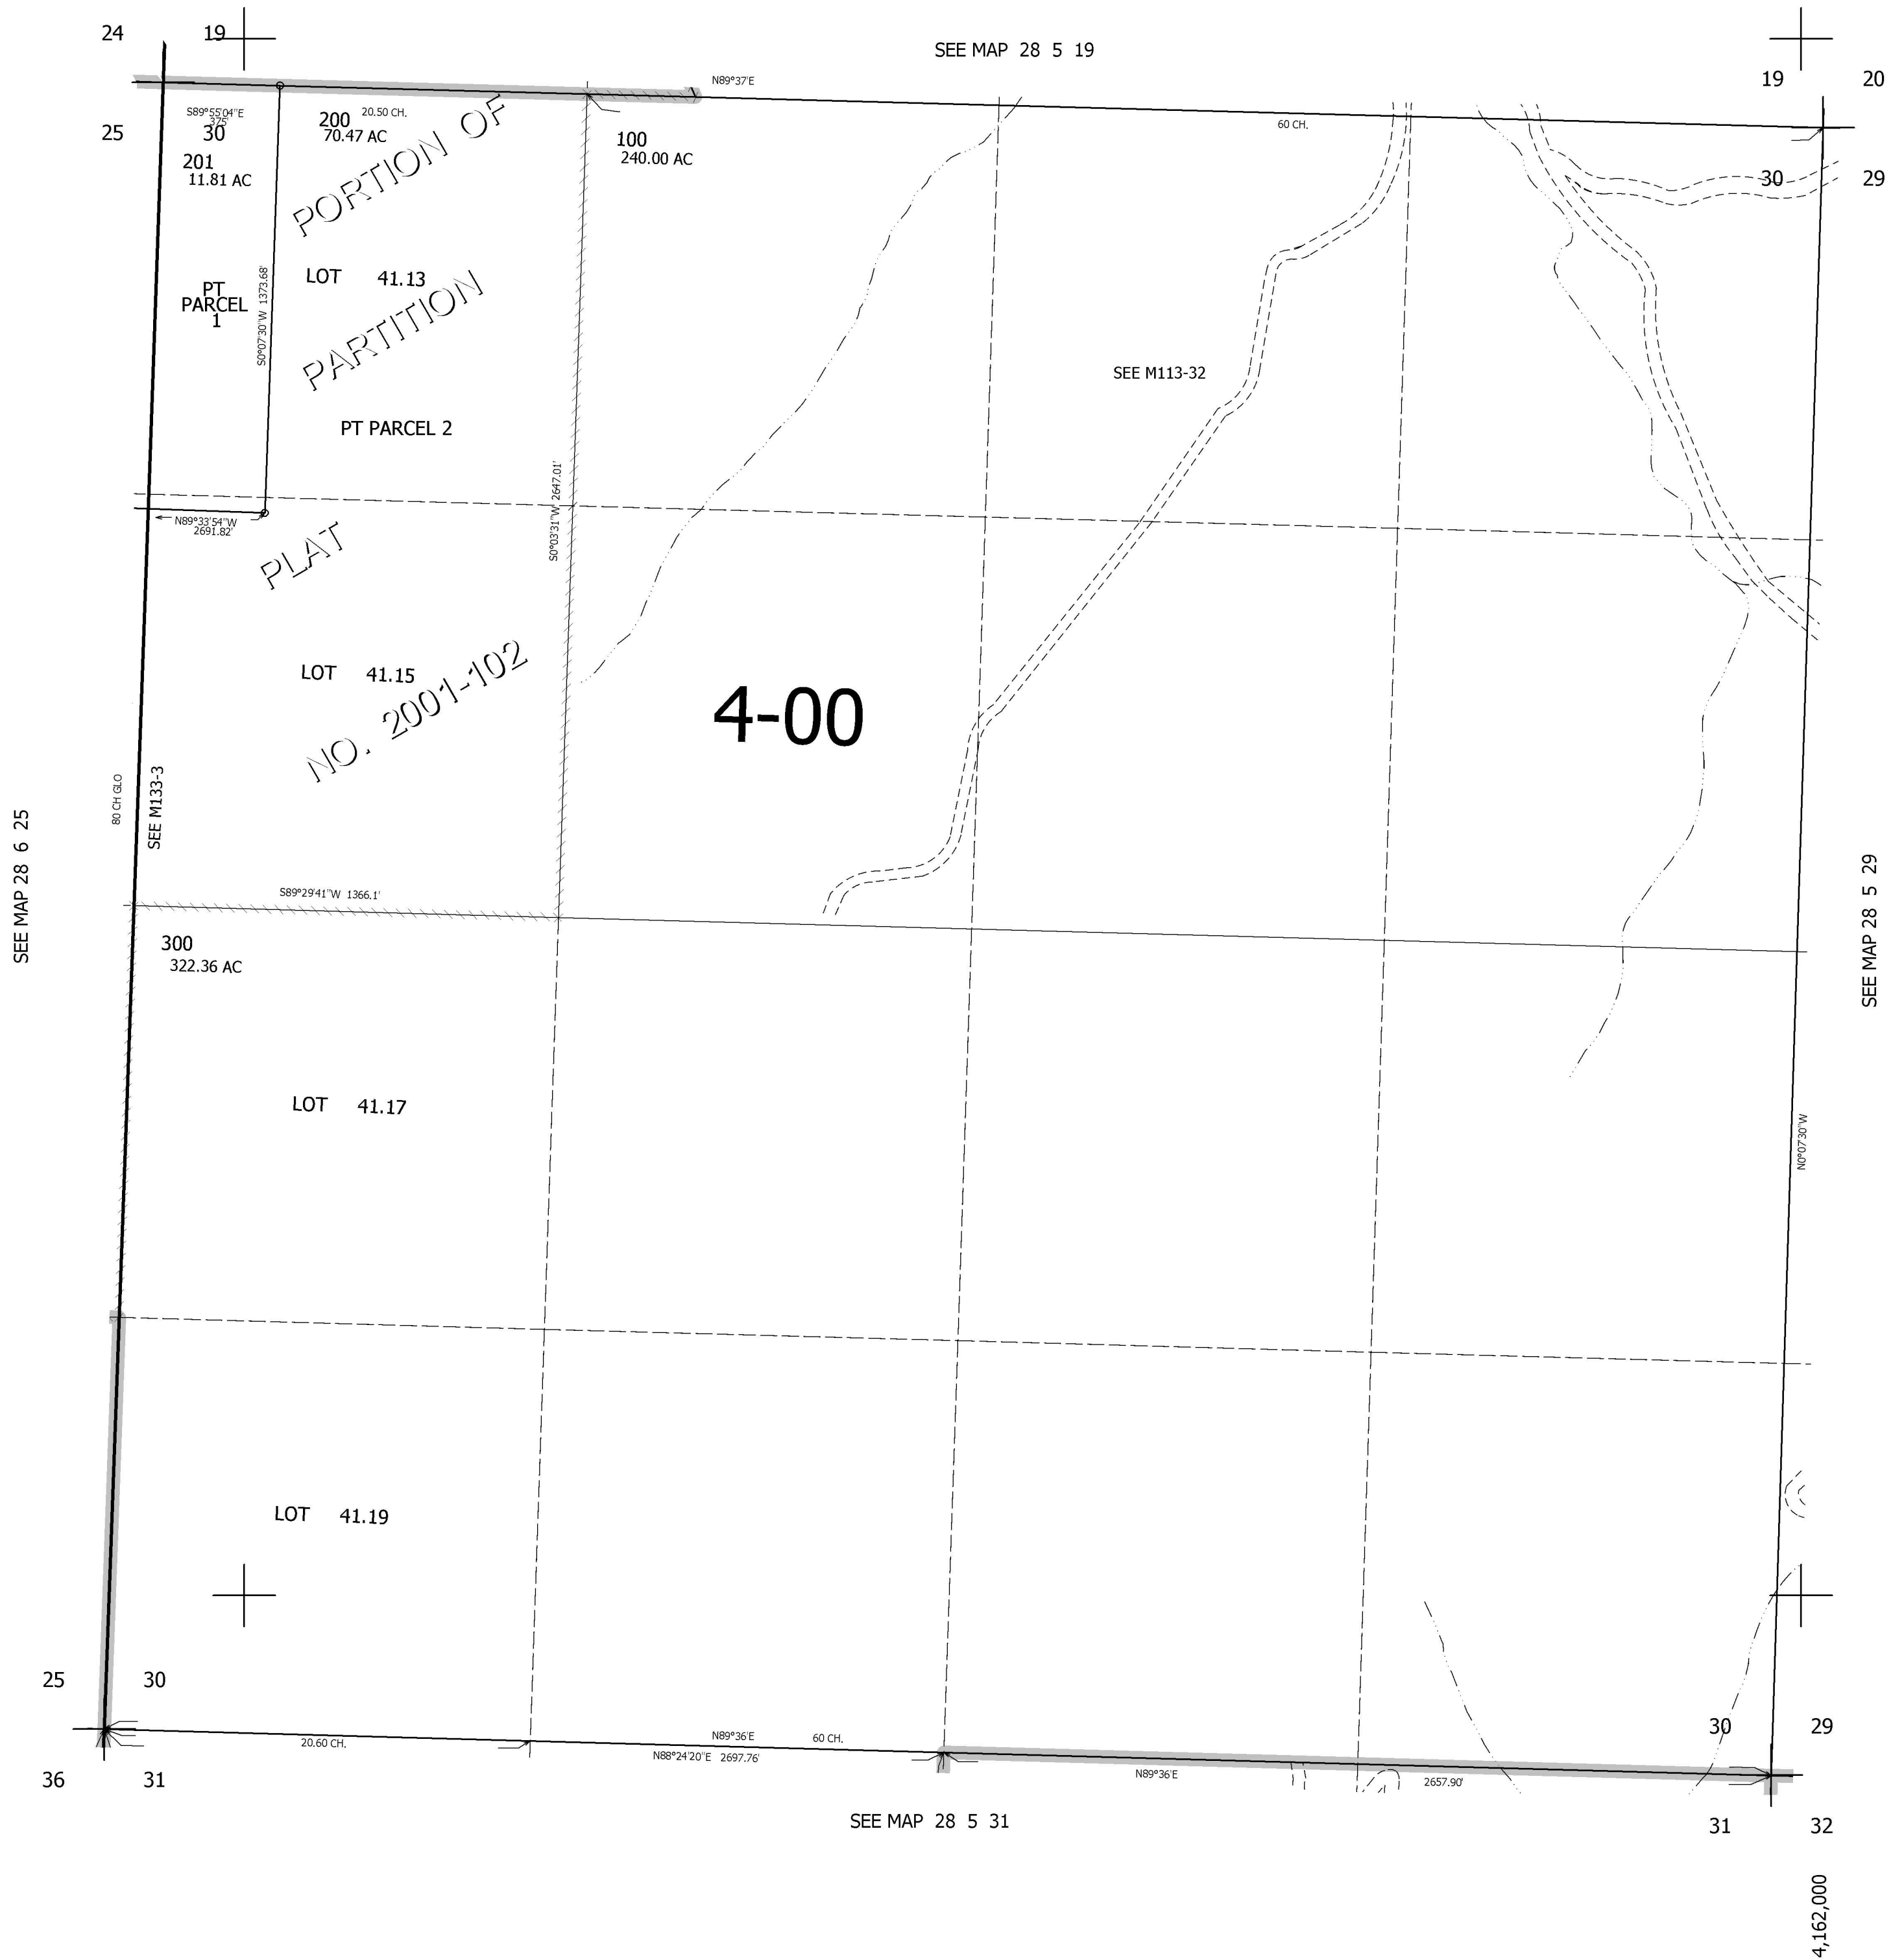 24
19
SEE MAP 28 5 19
N89°37'E
19
20
S89°55'04"E
375'
200
20.50 CH.
70.47 AC
60 CH.
25
30
100
240.00 AC
201
11.81 AC
30
29
PORTION OF
LOT 41.13
PT
PARCEL
1
S0°07'30"W 1373.68'
PARTITION
SEE M113-32
PT PARCEL 2
S0°03'31"W 2647.01'
N89°33'54"W
2691.82'
PLAT
LOT 41.15
NO. 2001-102
4-00
80 CH GLO
SEE M133-3
SEE MAP 28 6 25
SEE MAP 28 5 29
S89°29'41"W 1366.1'
300
322.36 AC
LOT 41.17
N0°07'30"W
LOT 41.19
25
30
N89°36'E
60 CH.
20.60 CH.
N88°24'20"E 2697.76'
30
29
36
31
N89°36'E
2657.90'
SEE MAP 28 5 31
31
32
4,162,000